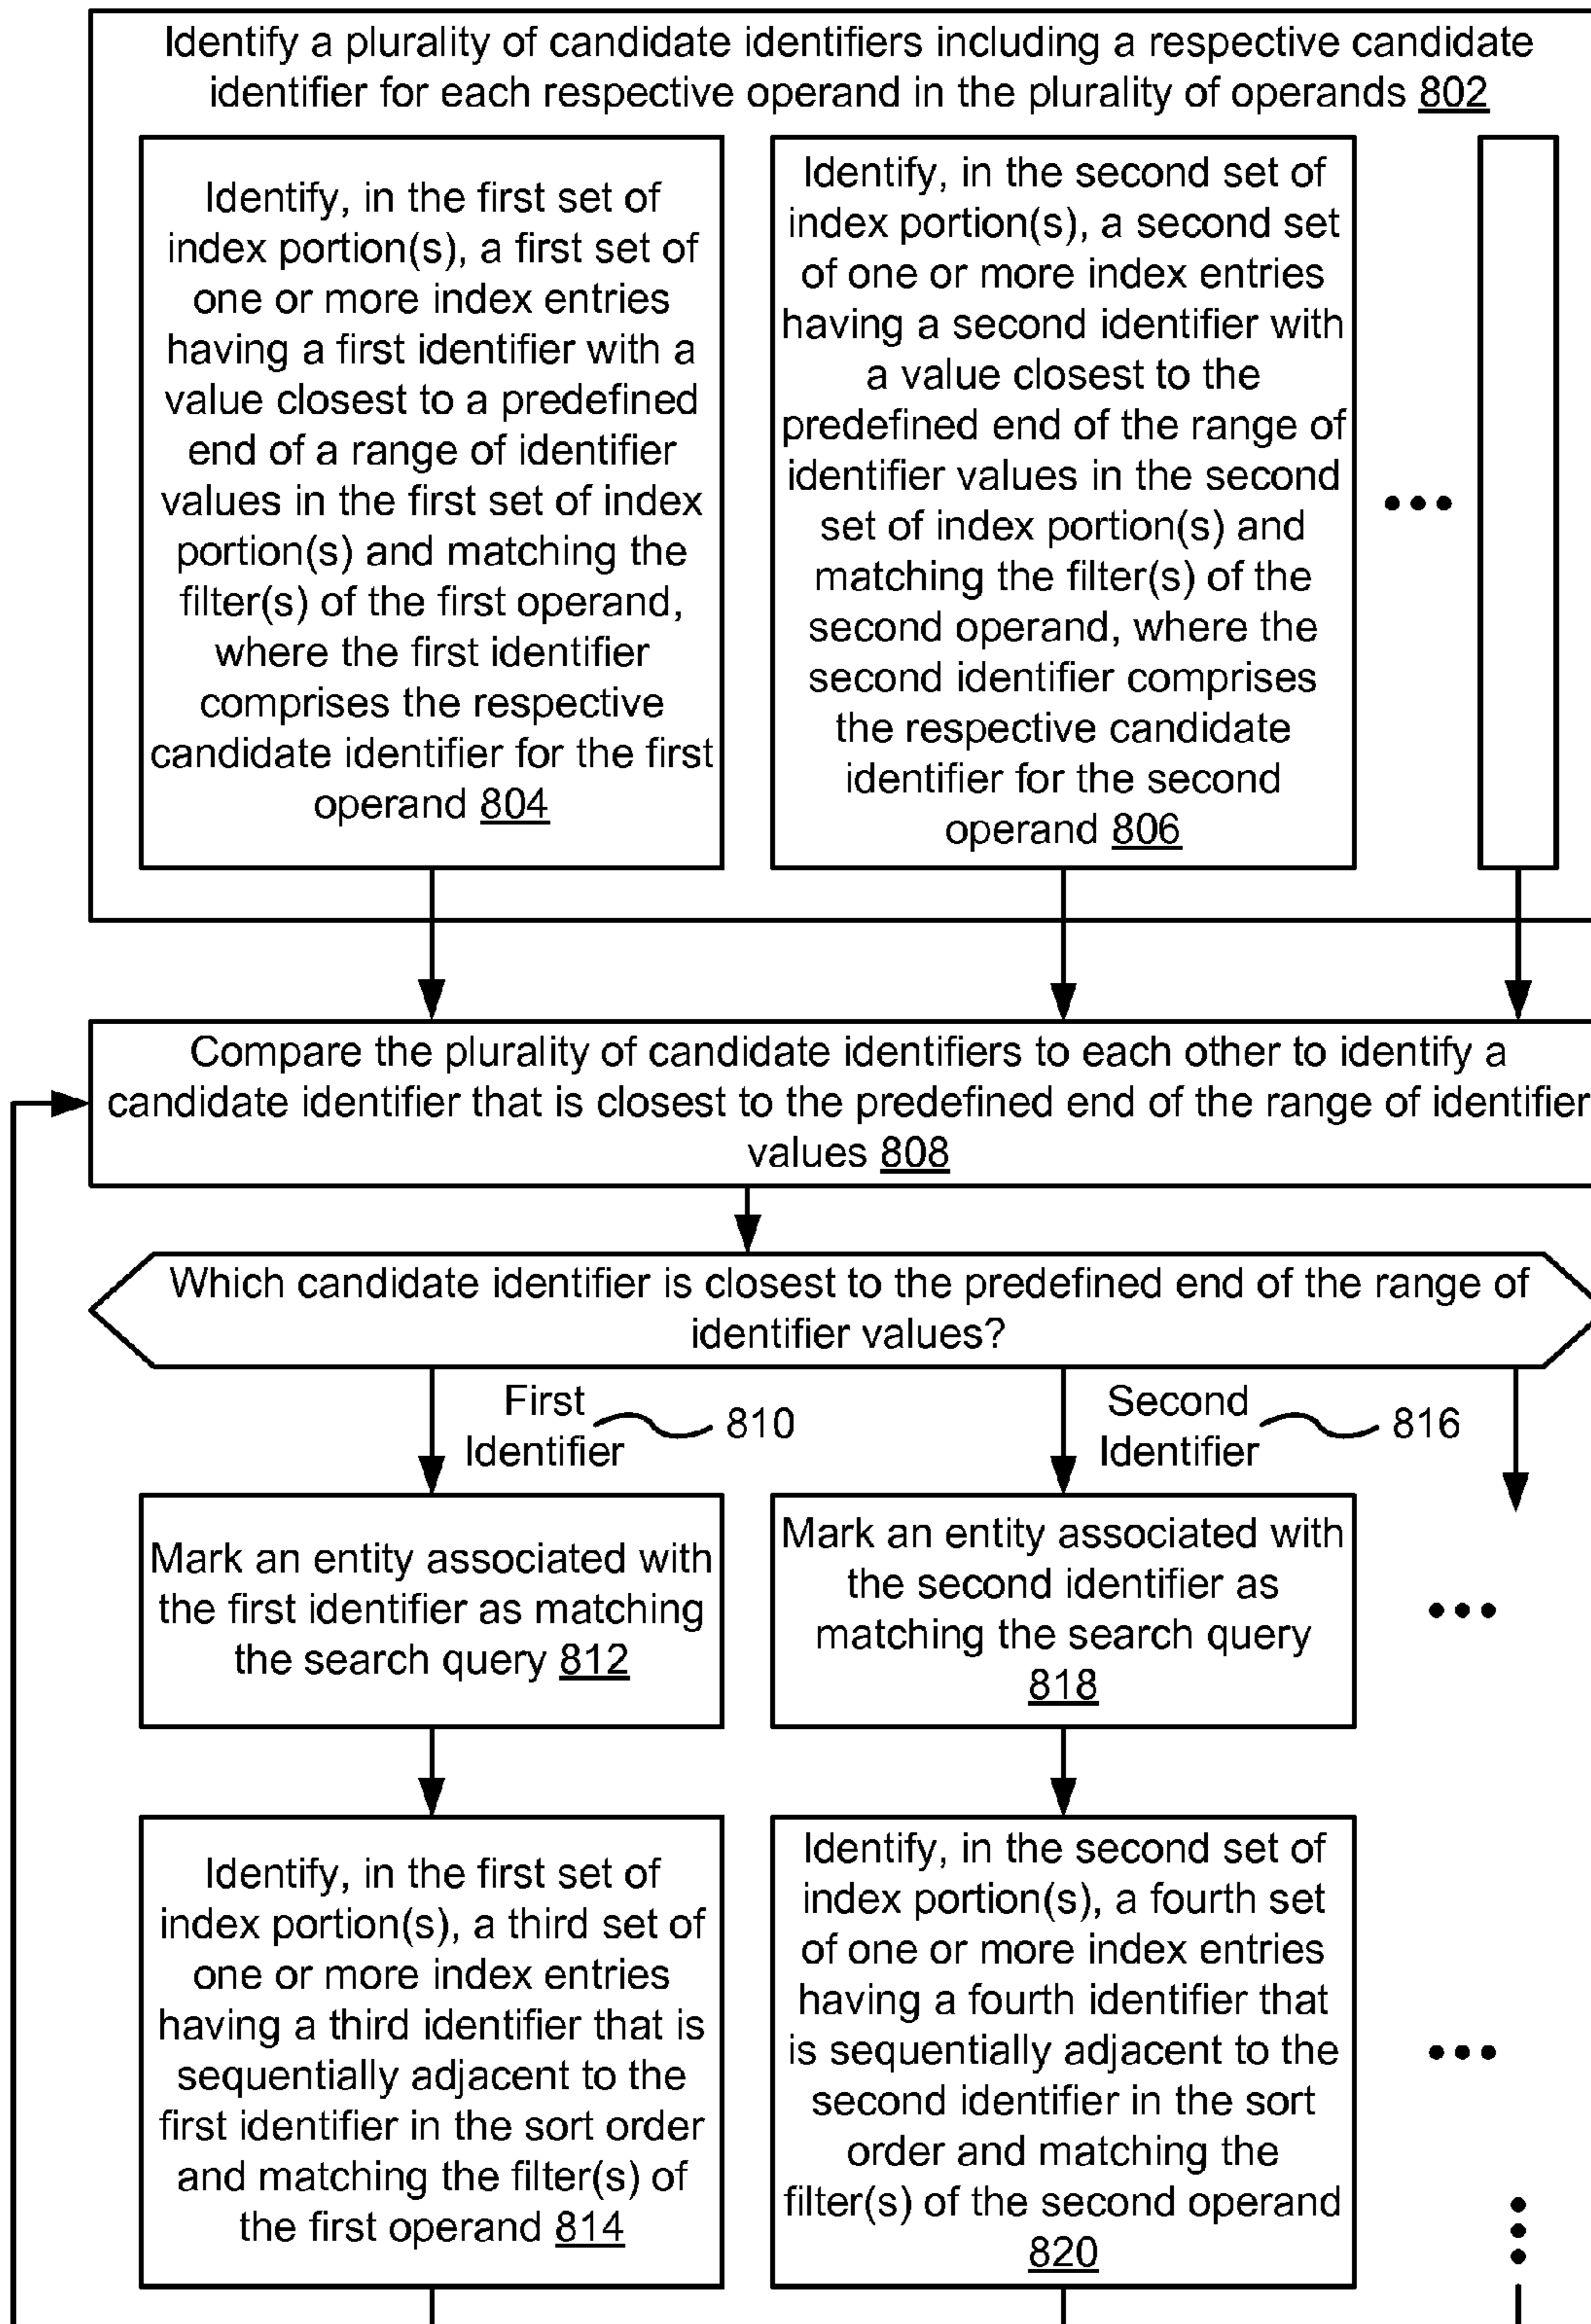 Identify a plurality of candidate identifiers including a respective candidate
identifier for each respective operand in the plurality of operands 802
Identify, in the first set of
index portion(s), a first set of
one or more index entries
having a first identifier with a
value closest to a predefined
end of a range of identifier
values in the first set of index
portion(s) and matching the
filter(s) of the first operand,
where the first identifier
comprises the respective
candidate identifier for the first
operand 804
Identify, in the second set of
index portion(s), a second set
of one or more index entries
having a second identifier with
a value closest to the
predefined end of the range of
identifier values in the second
set of index portion(s) and
matching the filter(s) of the
second operand, where the
second identifier comprises
the respective candidate
identifier for the second
operand 806
Compare the plurality of candidate identifiers to each other to identify a
candidate identifier that is closest to the predefined end of the range of identifier
values 808
Which candidate identifier is closest to the predefined end of the range of
identifier values?
First
Identifier
810
Second
Identifier
816
Mark an entity associated with
the first identifier as matching
the search query 812
Mark an entity associated with
the second identifier as
matching the search query
818
Identify, in the first set of
index portion(s), a third set of
one or more index entries
having a third identifier that is
sequentially adjacent to the
first identifier in the sort order
and matching the filter(s) of
the first operand 814
Identify, in the second set of
index portion(s), a fourth set
of one or more index entries
having a fourth identifier that
is sequentially adjacent to the
second identifier in the sort
order and matching the
filter(s) of the second operand
820